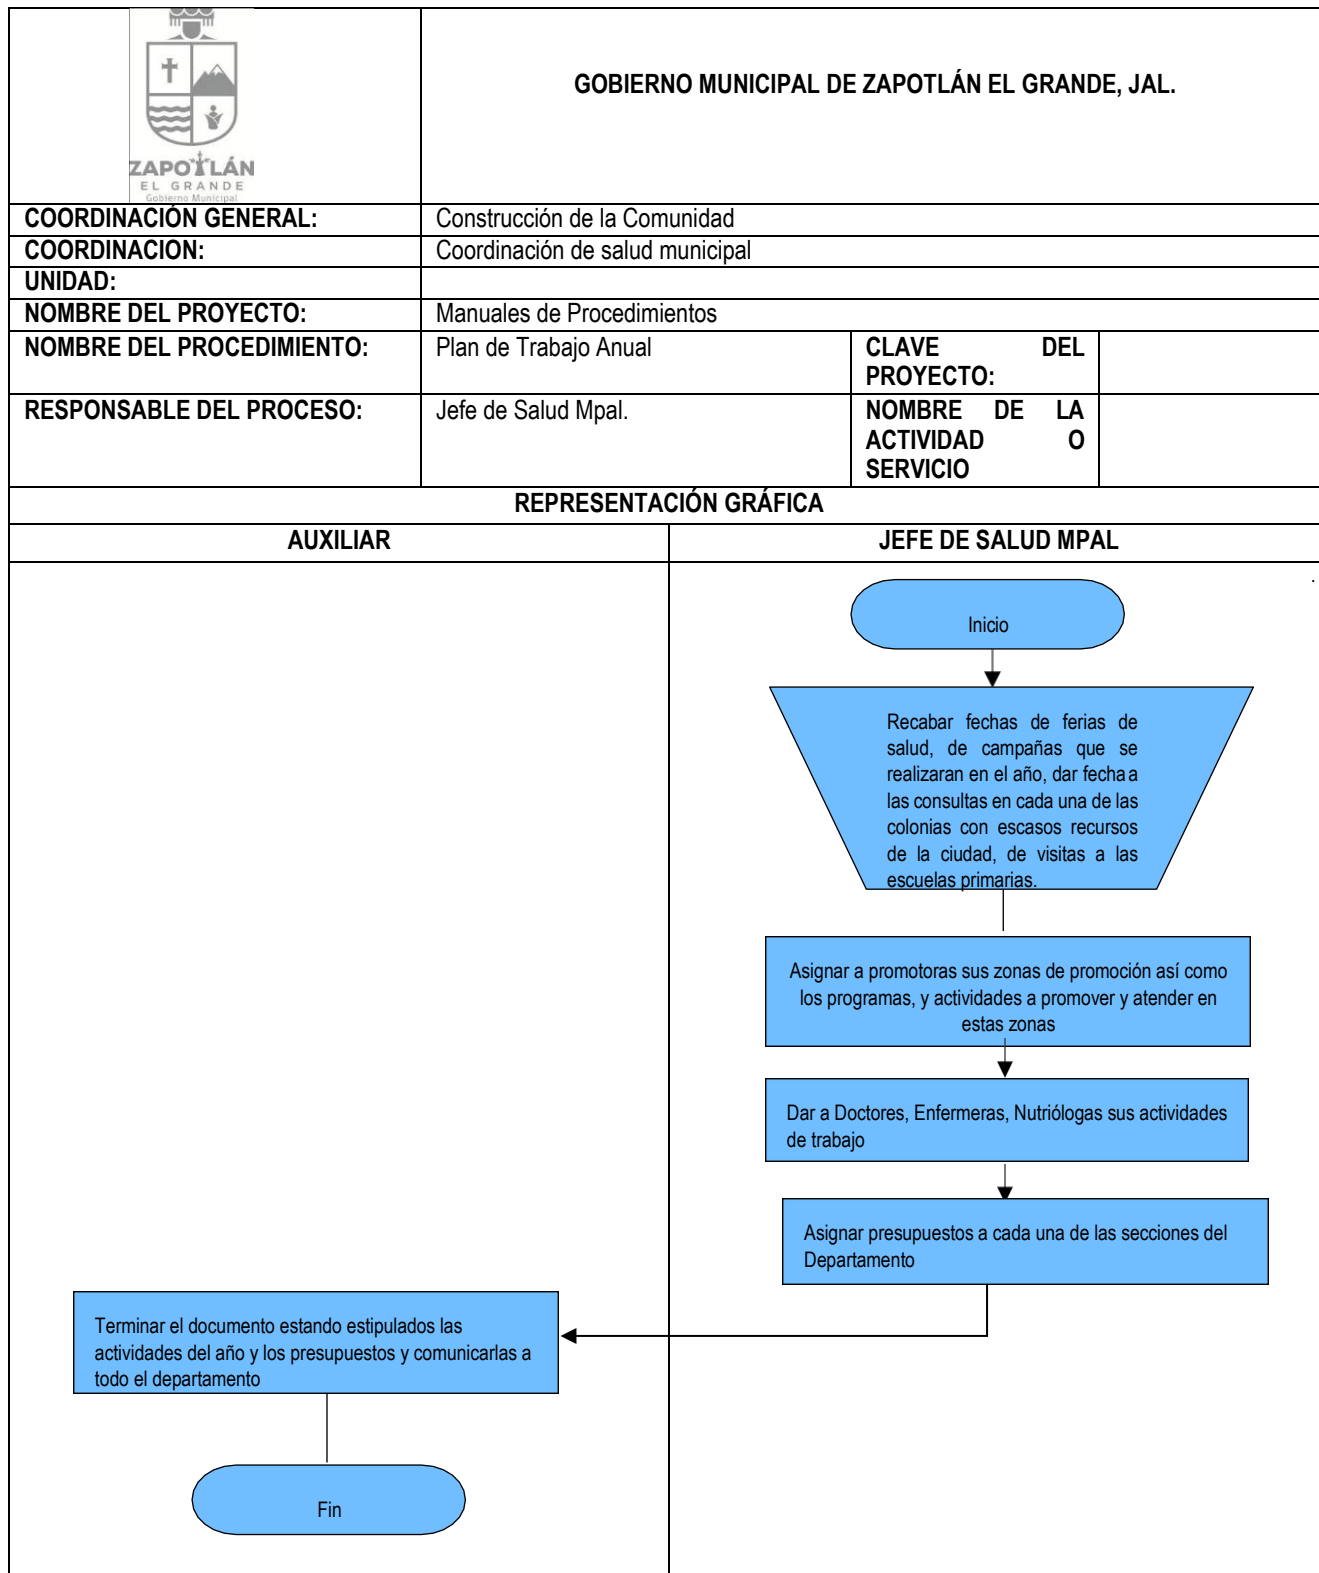 ZAPOTLÁN
EL GRANDE
Gobierno Municipal
GOBIERNO MUNICIPAL DE ZAPOTLÁN EL GRANDE, JAL.
COORDINACIÓN GENERAL: Construcción de la Comunidad
COORDINACION: Coordinación de salud municipal
UNIDAD:
NOMBRE DEL PROYECTO: Manuales de Procedimientos
NOMBRE DEL PROCEDIMIENTO: Plan de Trabajo Anual
CLAVE DEL
PROYECTO:
RESPONSABLE DEL PROCESO: Jefe de Salud Mpal.
NOMBRE DE LA
ACTIVIDAD O
SERVICIO
REPRESENTACIÓN GRÁFICA
AUXILIAR
JEFE DE SALUD MPAL
.
Inicio
Recabar fechas de ferias de
salud, de campañas que se
realizaran en el año, dar fecha a
las consultas en cada una de las
colonias con escasos recursos
de la ciudad, de visitas a las
escuelas primarias.
Asignar a promotoras sus zonas de promoción así como
los programas, y actividades a promover y atender en
estas zonas
Dar a Doctores, Enfermeras, Nutriólogas sus actividades
de trabajo
Asignar presupuestos a cada una de las secciones del
Departamento
Terminar el documento estando estipulados las
actividades del año y los presupuestos y comunicarlas a
todo el departamento
Fin